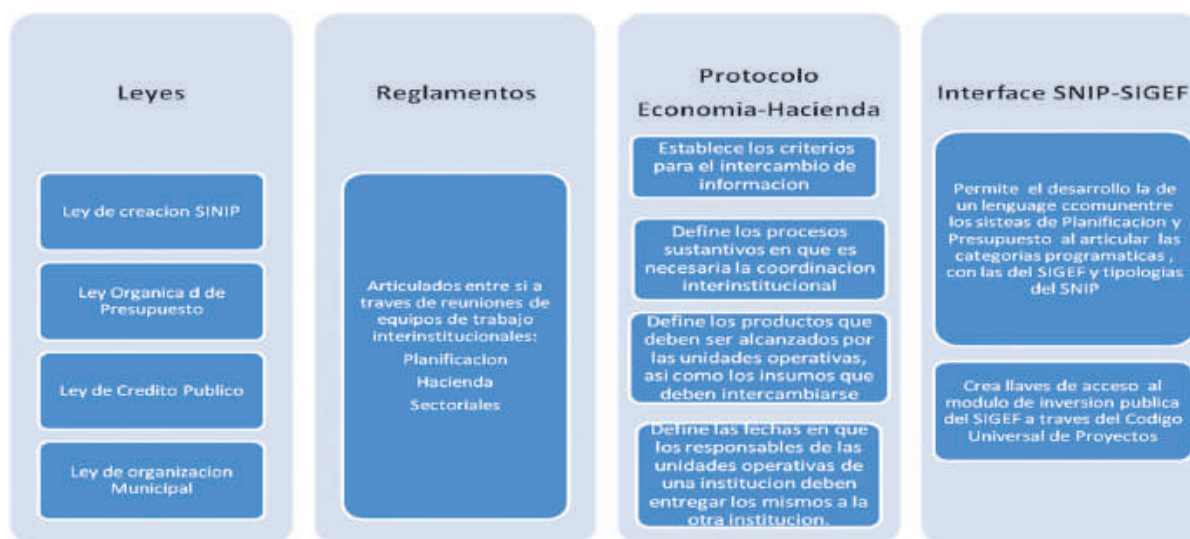 Leyes
Ley de creacion SINIP
Ley Organica d de
Presupuesto
Ley de Credito Publico
Ley de organizacion
Municipal
Reglamentos
Articulados entre si a
traves de reuniones de
equipos de trabajo
interinstitucionales:
Planificacion
Hacienda
Sectoriales
Protocolo
Economia-Hacienda
Establece los criterios
para el intercambio de
informacion
Define los procesos
sustantivos en que es
necesaria la coordinacion
interinstitucional
Define los productos que
deben ser alcanzados por
las unidades operativas,
asi como los insumos que
deben intercambiarse
Define las fechas en que
los responsables de las
unidades operativas de
una institucion deben
entregar los mismos a la
otra institucion.
Interface SNIP-SIGEF
Permite el desarrollo la de
un lenguage ccomunentre
los sisteas de Planificacion y
Presupuesto al articular las
categorias programaticas ,
con las del SIGEF y tipologias
del SNIP
Crea llaves de acceso al
modulo de inversion publica
del SIGEF a traves del Codigo
Universal de Proyectos